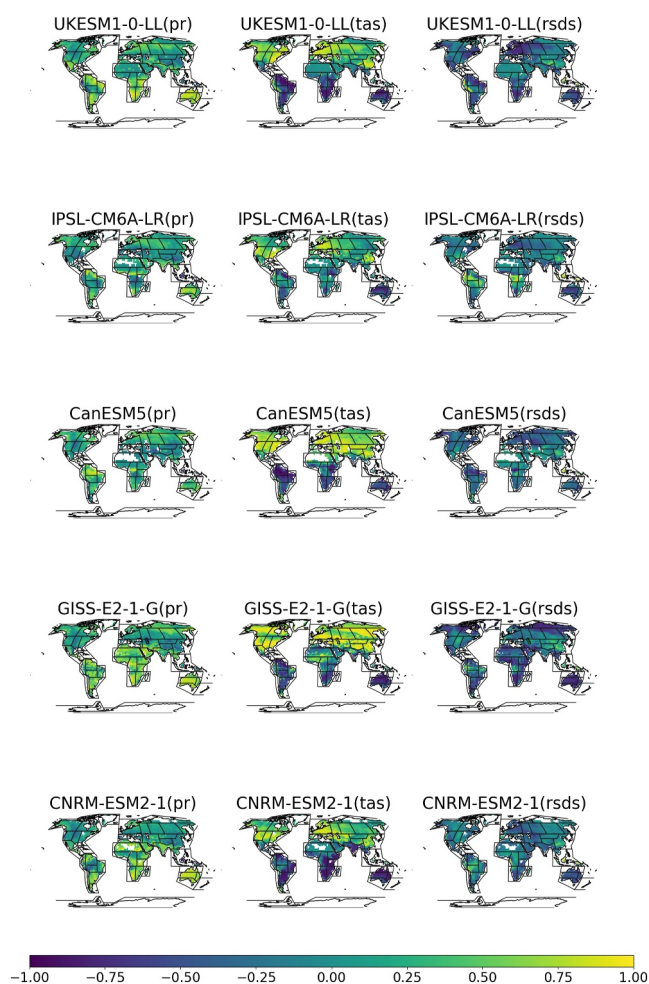 UKESM1-0-LL(pr) UKESM1-0-LL(tas) UKESM1-0-LL(rsds)
IPSL-CM6A-LR(pr) IPSL-CM6A-LR(tas) IPSL-CM6A-LR(rsds)
CanESM5(pr) CanESM5(tas) CanESM5(rsds)
GISS-E2-1-G(pr) GISS-E2-1-G(tas) GISS-E2-1-G(rsds)
CNRM-ESM2-1(pr) CNRM-ESM2-1(tas) CNRM-ESM2-1(rsds)
−1.00 −0.75 −0.50 −0.25 0.00 0.25 0.50 0.75 1.00